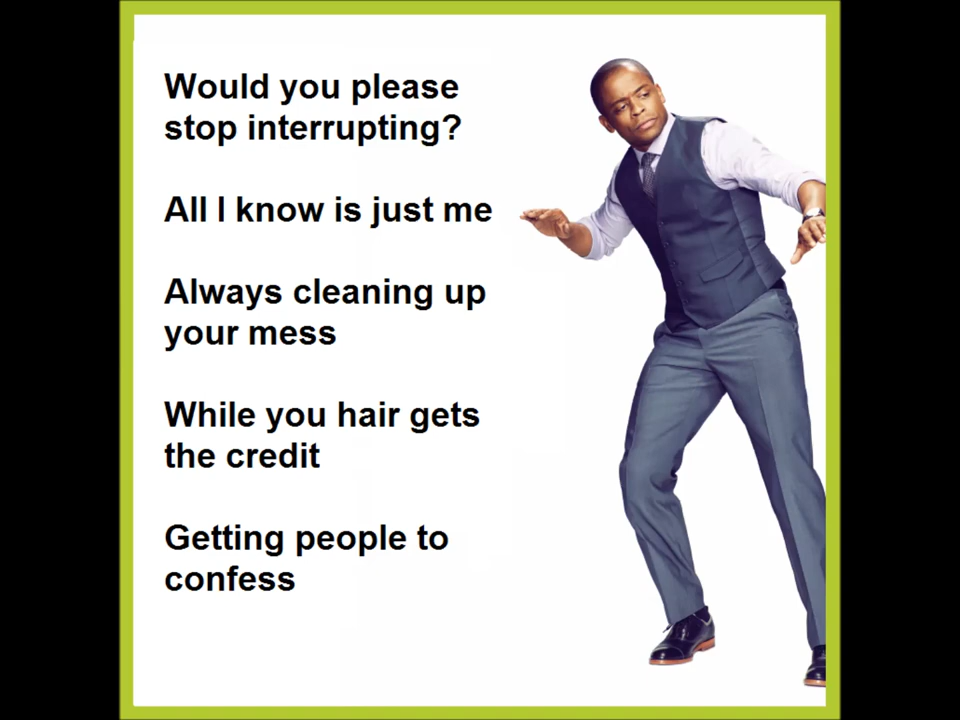 Would you please
stop interrupting?
All I know is just me
Always cleaning up
your mess
While you hair gets
the credit
Getting people to
confess